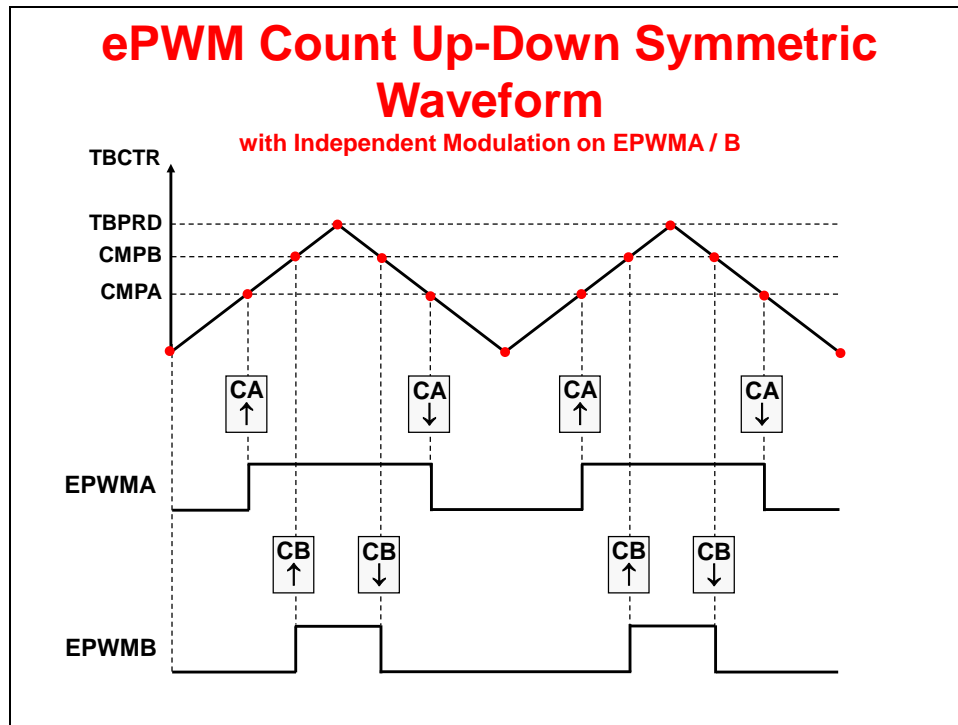 ePWM Count Up-Down Symmetric
Waveform
with Independent Modulation on EPWMA / B
TBCTR
TBPRD
CMPB
CMPA
CA
↑
CA
↓
CA
↑
CA
↓
EPWMA
CB
↑
CB
↓
CB
↑
CB
↓
EPWMB